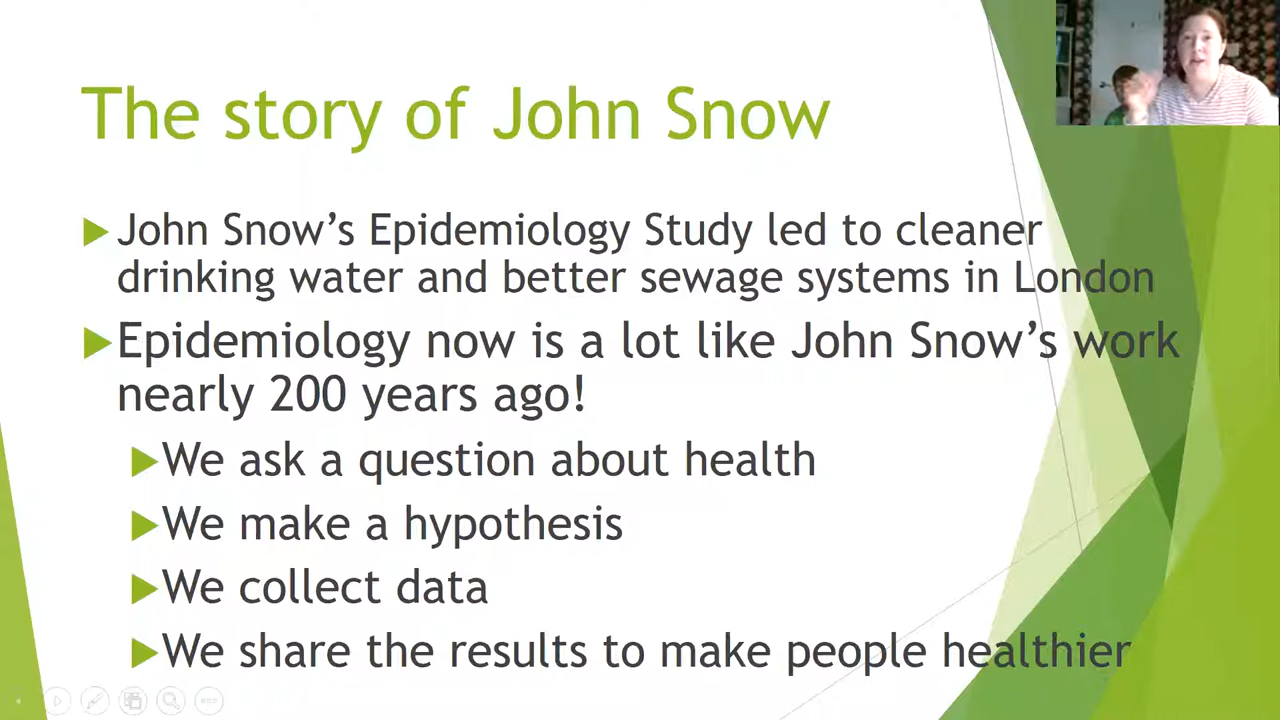 The story of John Snow
John Snow’s Epidemiology Study led to cleaner
drinking water and better sewage systems in London
Epidemiology now is a lot like John Snow’s work
nearly 200 years ago!
We ask a question about health
We make a hypothesis
We collect data
We share the results to make people healthier